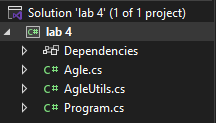 Solution 'lab 4' (1 of 1 project)
C# lab 4
Dependencies
C# Agle.cs
C# AgleUtils.cs
C# Program.cs